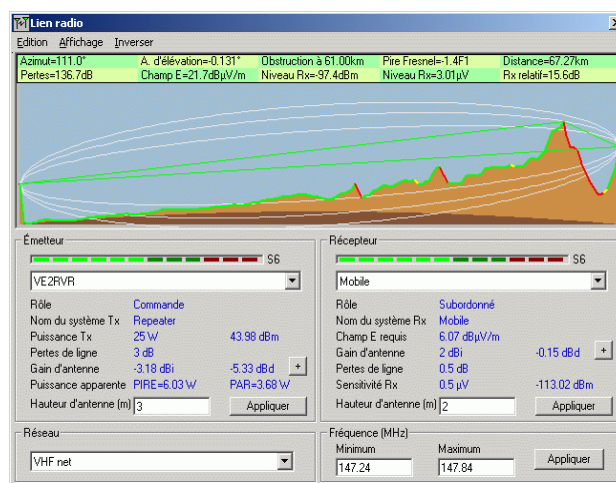 Lien radio
Edition Affichage Inverser
Azimut=111.0° A. d'élévation=-0.131° Obstruction à 61.00km Pire Fresnel=-1.4F1 Distance=67.27km
Pertes=136.7dB Champ E=21.7dBµV/m Niveau Rx=-97.4dBm Niveau Rx=3.01µV Rx relatif=15.6dB
Émetteur
S6
VE2RVR
Rôle Commande
Nom du système Tx Repeater
Puissance Tx 25 W 43.98 dBm
Pertes de ligne 3 dB
Gain d'antenne -3.18 dBi -5.33 dBd +
Puissance apparente PIRE=6.03 W PAR=3.68 W
Hauteur d'antenne (m) 3 Appliquer
Récepteur
S6
Mobile
Rôle Subordonné
Nom du système Rx Mobile
Champ E requis 6.07 dBµV/m
Gain d'antenne 2 dBi -0.15 dBd +
Pertes de ligne 0.5 dB
Sensitivité Rx 0.5 µV -113.02 dBm
Hauteur d'antenne (m) 2 Appliquer
Réseau
VHF net
Fréquence (MHz)
Minimum Maximum
147.24 147.84 Appliquer